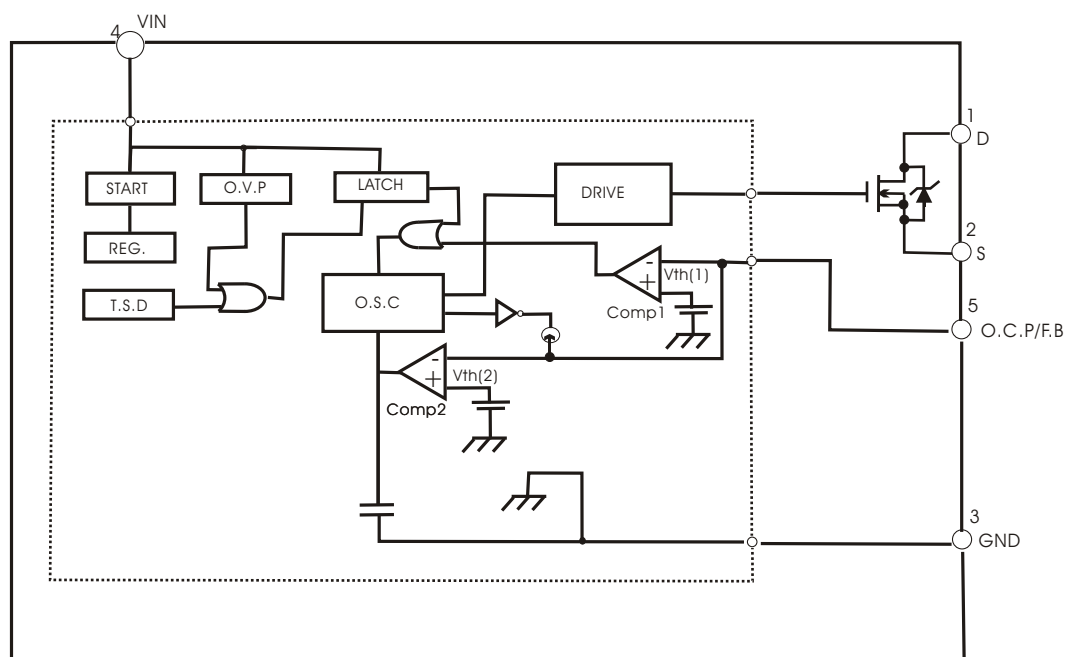 VIN
4
1
D
START
O.V.P
LATCH
DRIVE
REG.
2
S
-
Vth(1)
+
T.S.D
O.S.C
Comp1
5
O.C.P/F.B
-
Vth(2)
+
Comp2
3
GND